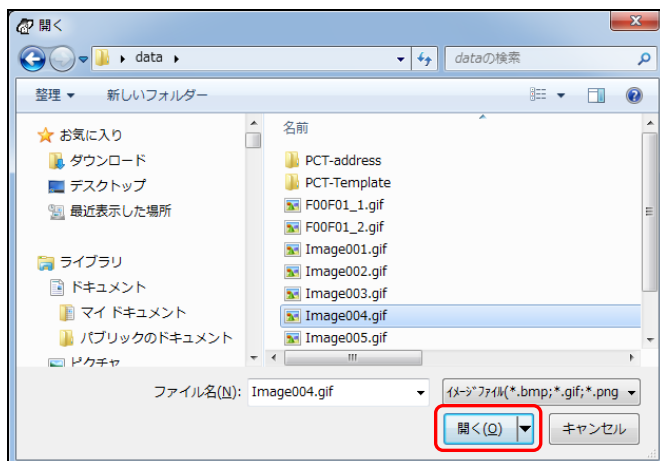 開く
data
dataの検索
整理
新しいフォルダー
お気に入り
ダウンロード
デスクトップ
最近表示した場所
ライブラリ
ドキュメント
マイ ドキュメント
パブリックのドキュメント
ピクチャ
名前
PCT-address
PCT-Template
F00F01_1.gif
F00F01_2.gif
Image001.gif
Image002.gif
Image003.gif
Image004.gif
Image005.gif
ファイル名(N): Image004.gif
ｲﾒｰｼﾞﾌｧｲﾙ(*.bmp;*.gif;*.png
開く(O)
キャンセル